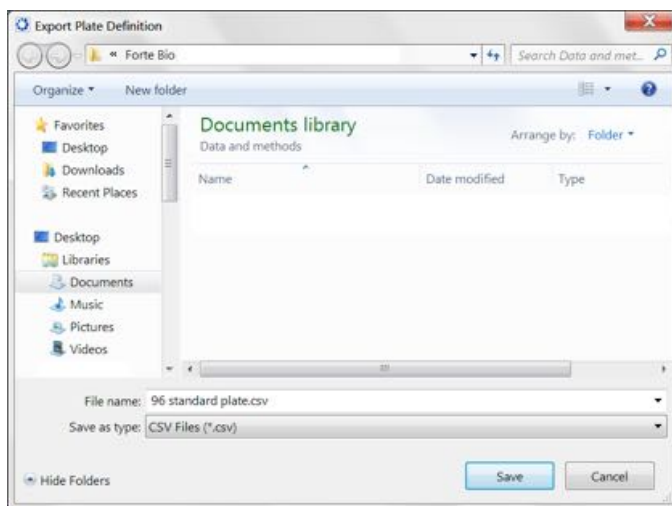 Export Plate Definition
« Forte Bio
Search Data and met...
Organize
New folder
Favorites
Desktop
Downloads
Recent Places
Desktop
Libraries
Documents
Music
Pictures
Videos
Documents library
Data and methods
Arrange by: Folder
Name
Date modified
Type
File name: 96 standard plate.csv
Save as type: CSV Files (*.csv)
Hide Folders
Save
Cancel